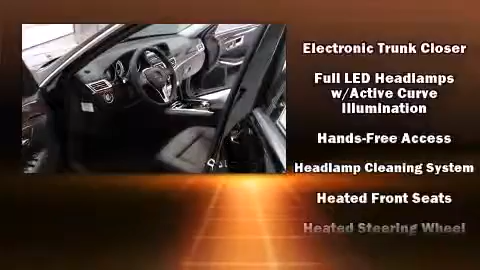 Electronic Trunk Closer
Full LED Headlamps
w/Active Curve
Illumination
Hands-Free Access
Headlamp Cleaning System
Heated Front Seats
Heated Steering Wheel